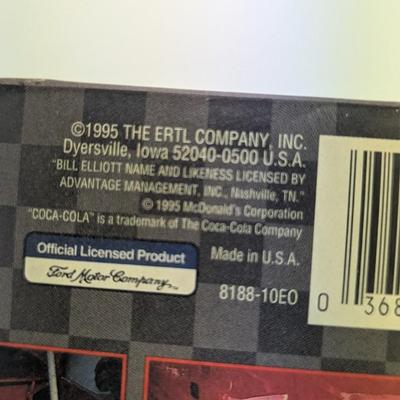 ©1995 THE ERTL COMPANY, INC.
Dyersville, Iowa 52040-0500 U.S.A.
"BILL ELLIOTT NAME AND LIKENESS LICENSED BY
ADVANTAGE MANAGEMENT, INC., Nashville, TN."
© 1995 McDonald's Corporation
"COCA-COLA" is a trademark of The Coca-Cola Company
Official Licensed Product
Ford Motor Company
Made in U.S.A.
8188-10EO
0 368